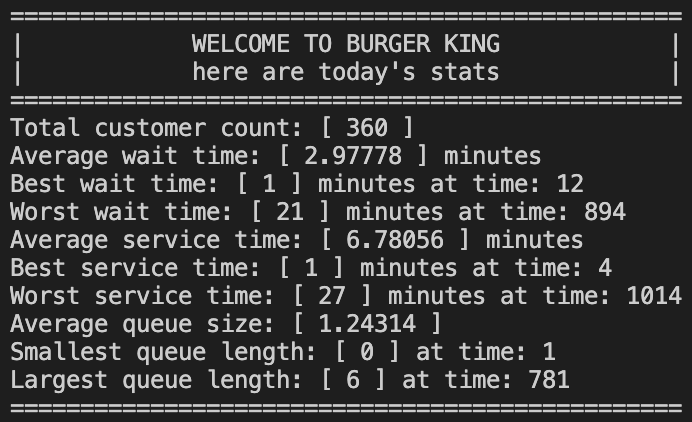 ================================================
|            WELCOME TO BURGER KING            |
|            here are today's stats            |
================================================
Total customer count: [ 360 ]
Average wait time: [ 2.97778 ] minutes
Best wait time: [ 1 ] minutes at time: 12
Worst wait time: [ 21 ] minutes at time: 894
Average service time: [ 6.78056 ] minutes
Best service time: [ 1 ] minutes at time: 4
Worst service time: [ 27 ] minutes at time: 1014
Average queue size: [ 1.24314 ]
Smallest queue length: [ 0 ] at time: 1
Largest queue length: [ 6 ] at time: 781
================================================